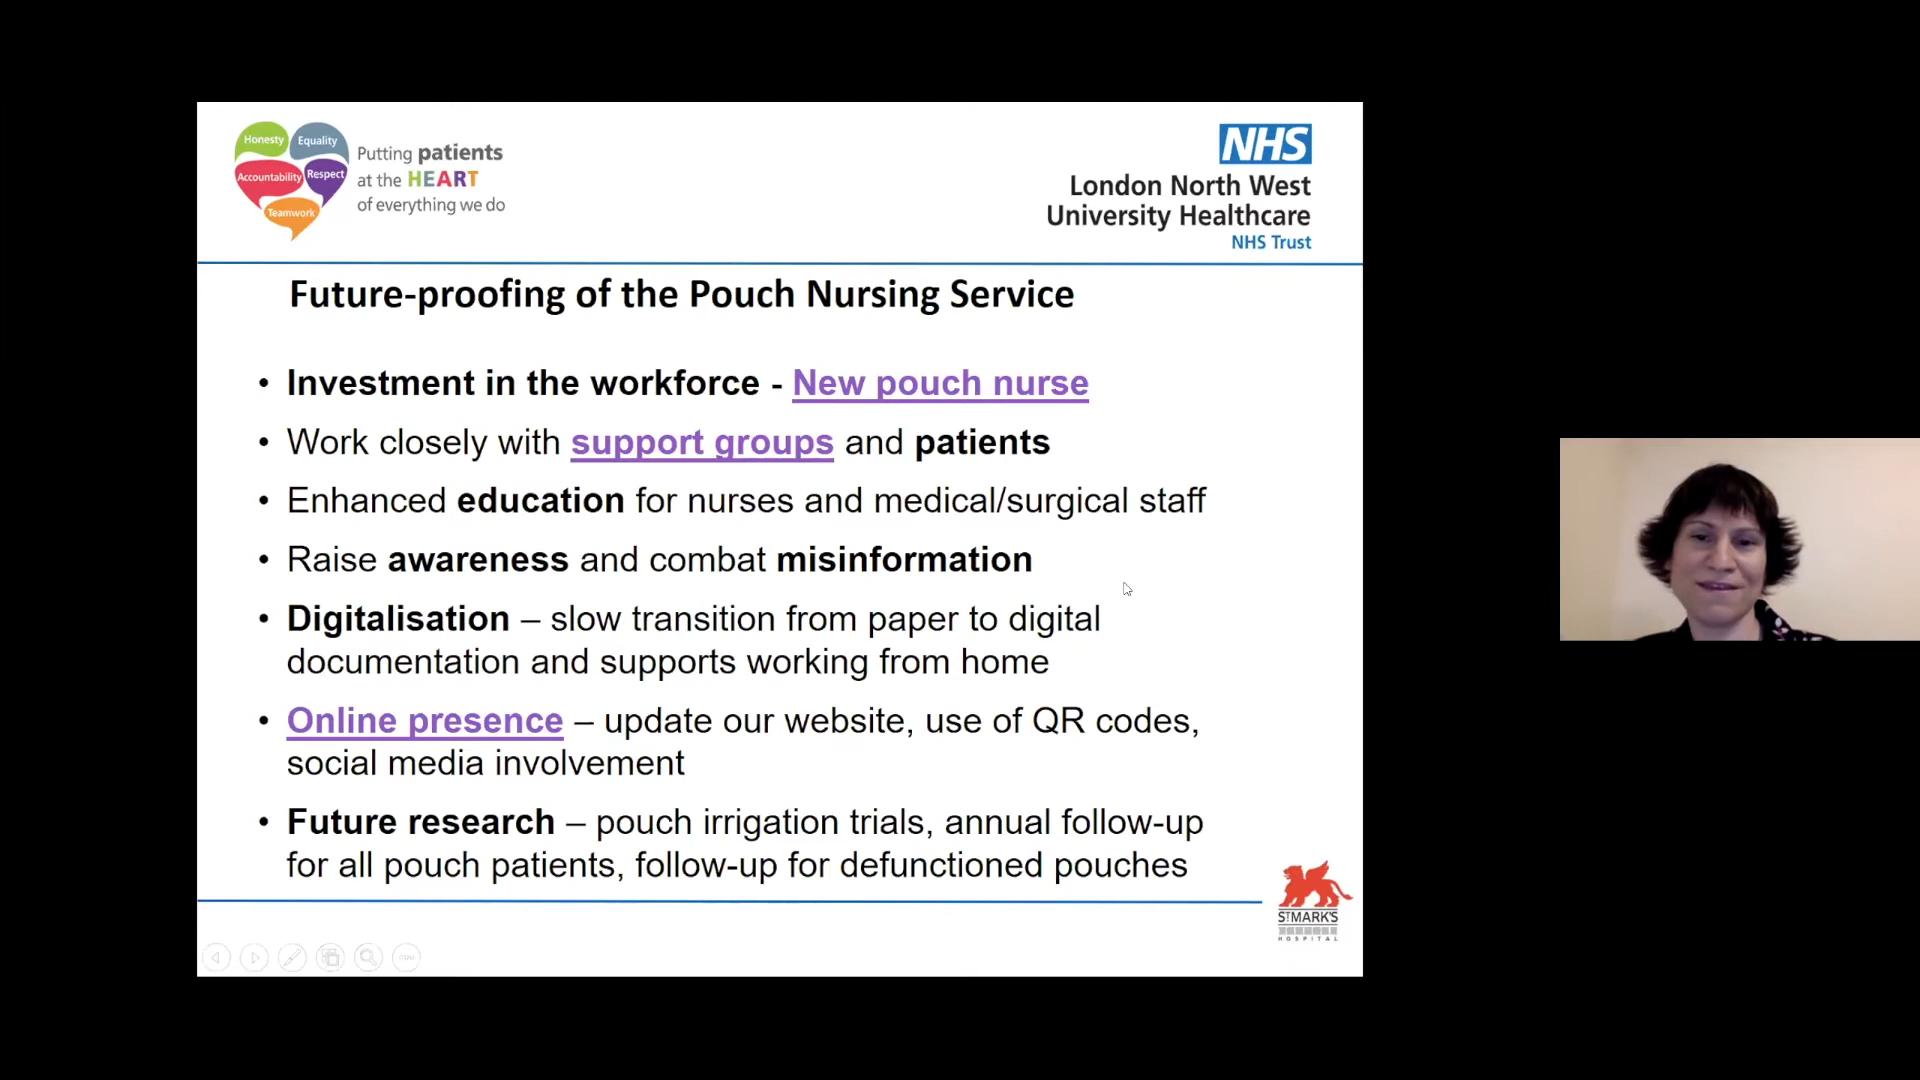 Honesty
Equality
Accountability
Respect
Teamwork
Putting patients
at the HEART
of everything we do
NHS
London North West
University Healthcare
NHS Trust
Future-proofing of the Pouch Nursing Service
• Investment in the workforce - New pouch nurse
• Work closely with support groups and patients
• Enhanced education for nurses and medical/surgical staff
• Raise awareness and combat misinformation
• Digitalisation – slow transition from paper to digital
documentation and supports working from home
• Online presence – update our website, use of QR codes,
social media involvement
• Future research – pouch irrigation trials, annual follow-up
for all pouch patients, follow-up for defunctioned pouches
ST MARK'S
HOSPITAL